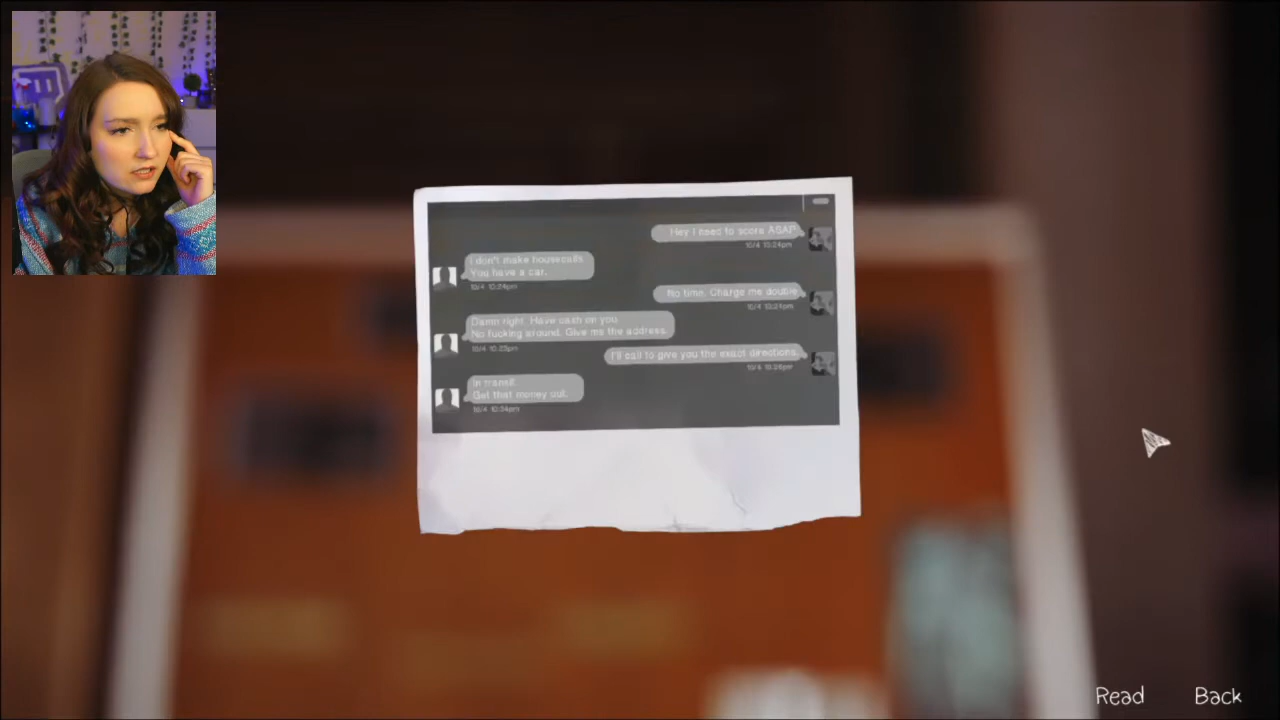 Hey I need to score ASAP
10/4 10:24pm
I don't make housecalls
You have a car.
10/4 10:24pm
No time. Charge me double
10/4 10:24pm
Damn right. Have cash on you
No fucking around. Give me the address.
10/4 10:25pm
I'll call to give you the exact directions.
10/4 10:26pm
In transit
Get that money out.
10/4 10:54pm
Read
Back